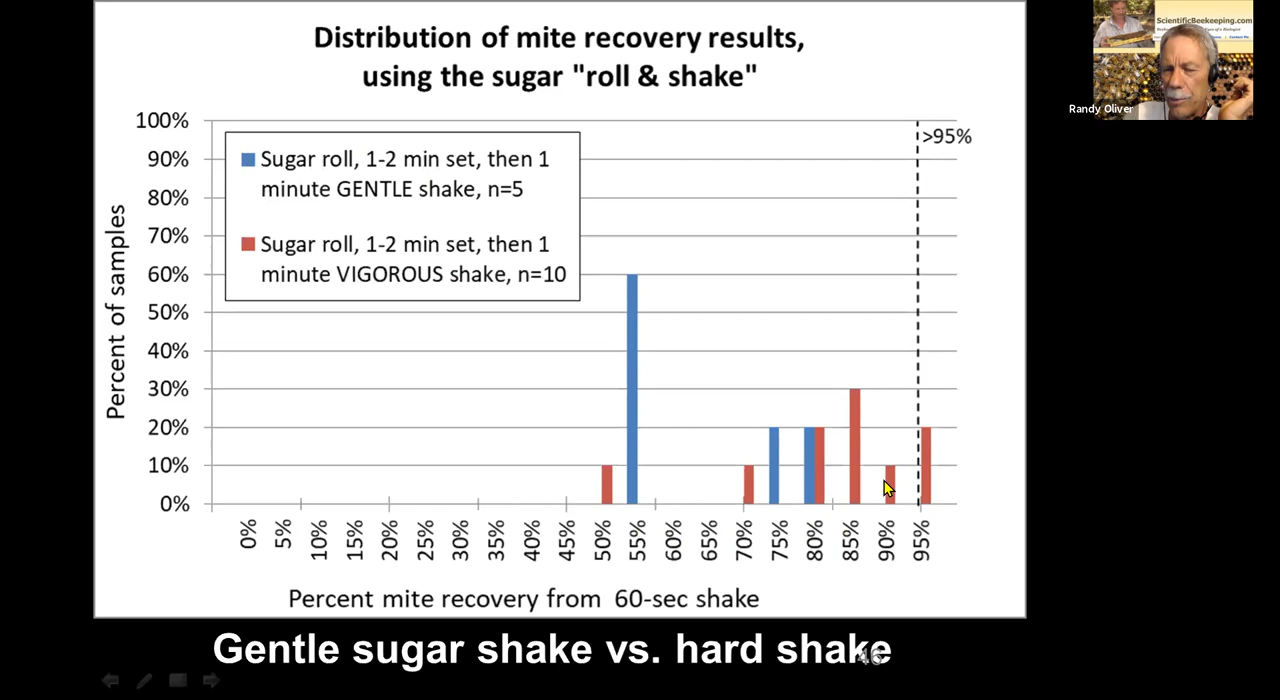 Distribution of mite recovery results,
using the sugar "roll & shake"
100%
90%
80%
70%
60%
50%
40%
30%
20%
10%
0%
Percent of samples
Sugar roll, 1-2 min set, then 1
minute GENTLE shake, n=5
Sugar roll, 1-2 min set, then 1
minute VIGOROUS shake, n=10
>95%
0% 5% 10% 15% 20% 25% 30% 35% 40% 45% 50% 55% 60% 65% 70% 75% 80% 85% 90% 95%
Percent mite recovery from 60-sec shake
Gentle sugar shake vs. hard shake
46
ScientificBeekeeping.com
Randy Oliver